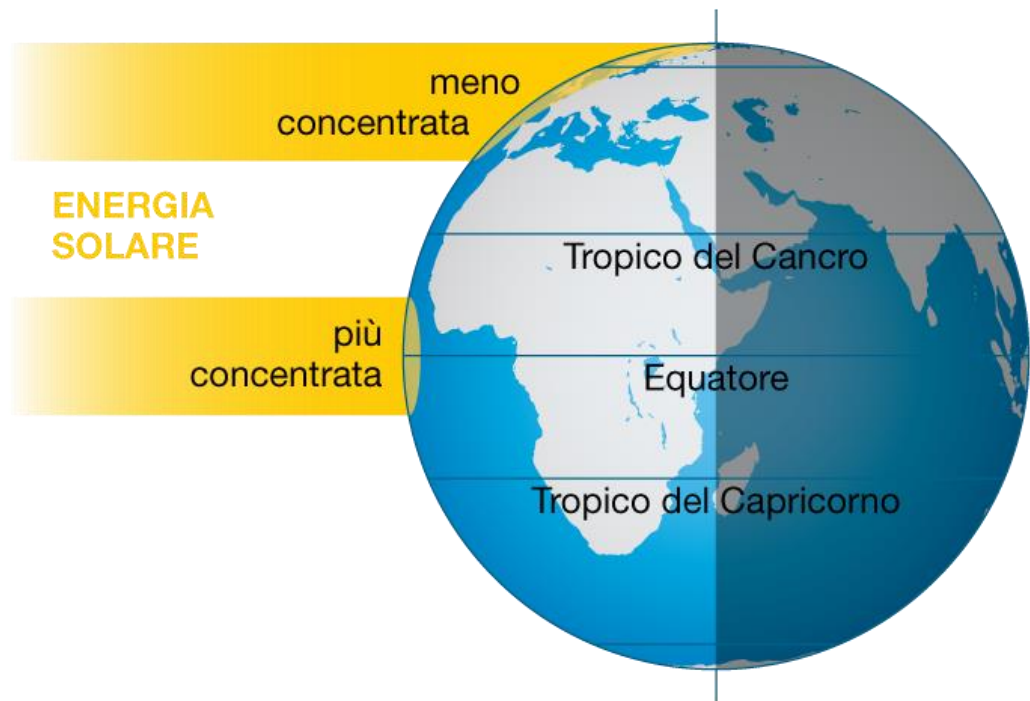 meno
concentrata
ENERGIA
SOLARE
Tropico del Cancro
più
concentrata
Equatore
Tropico del Capricorno